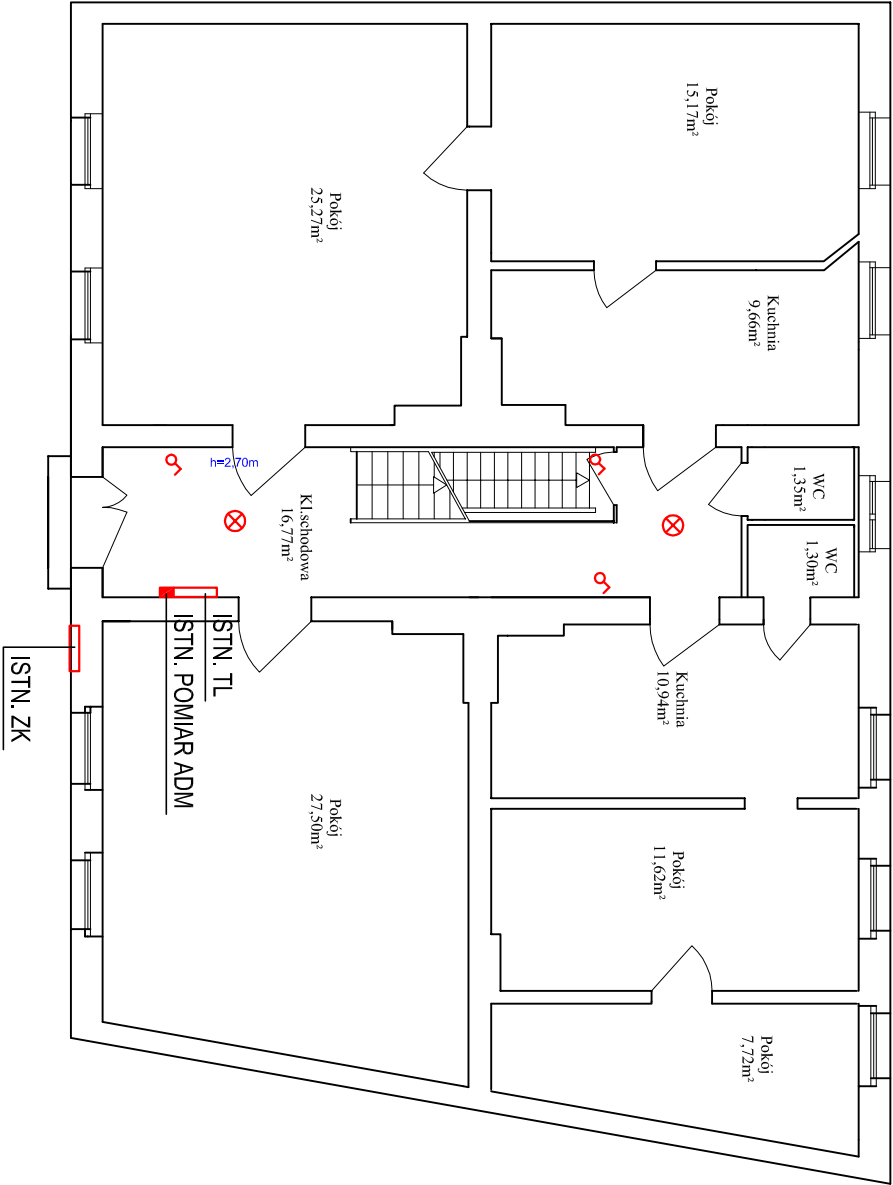 Pokój
15,17m²
Pokój
25,27m²
Kuchnia
9,66m²
WC
1,35m²
WC
1,30m²
h=2,70m
Kl.schodowa
16,77m²
ISTN. TL
ISTN. POMIAR ADM
ISTN. ZK
Kuchnia
10,94m²
Pokój
27,50m²
Pokój
11,62m²
Pokój
7,72m²